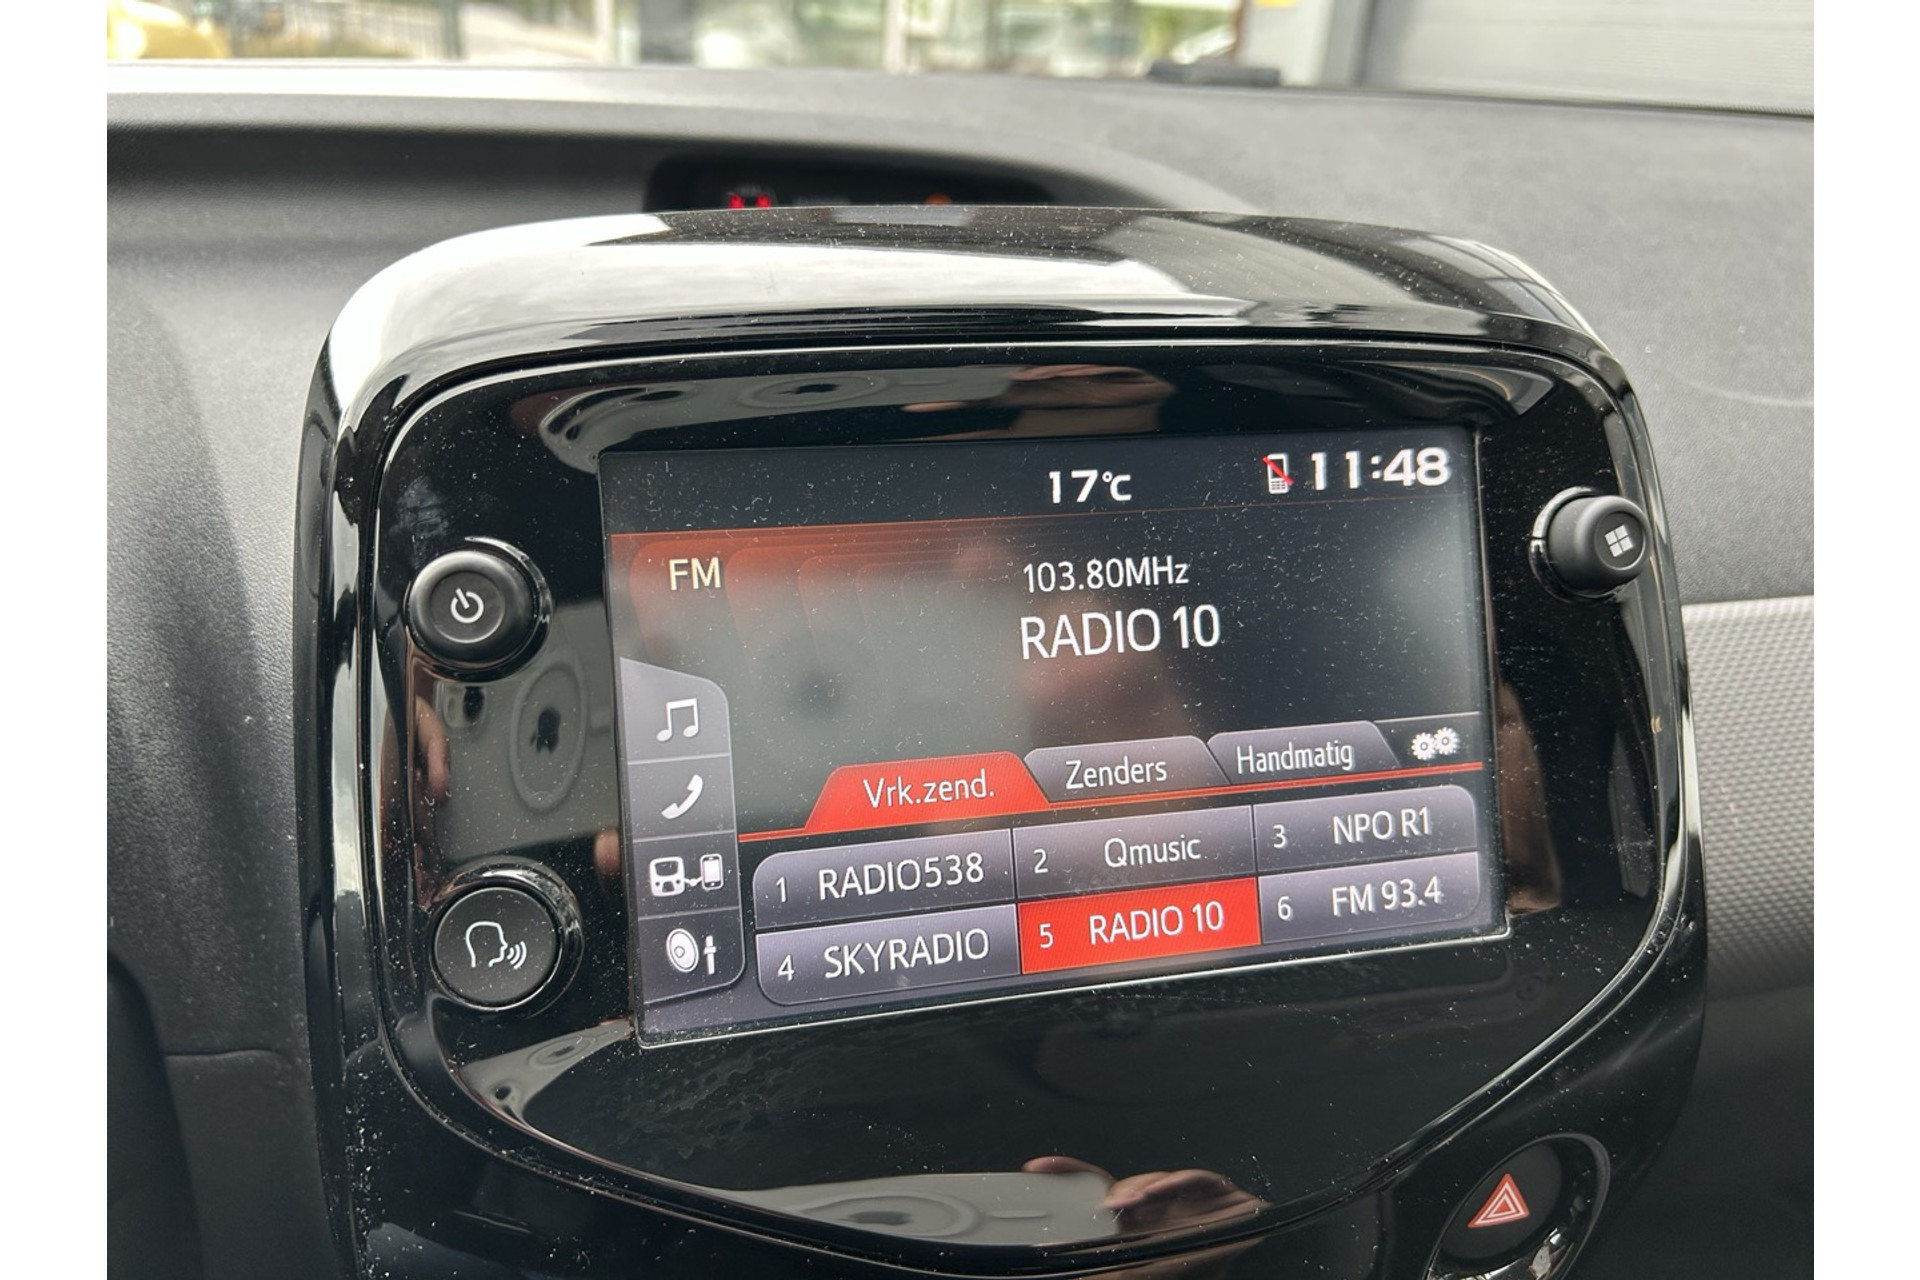 17°C 11:48
FM
103.80MHz
RADIO 10
Vrk.zend. Zenders Handmatig
1 RADIO538 2 Qmusic 3 NPO R1
4 SKYRADIO 5 RADIO 10 6 FM 93.4